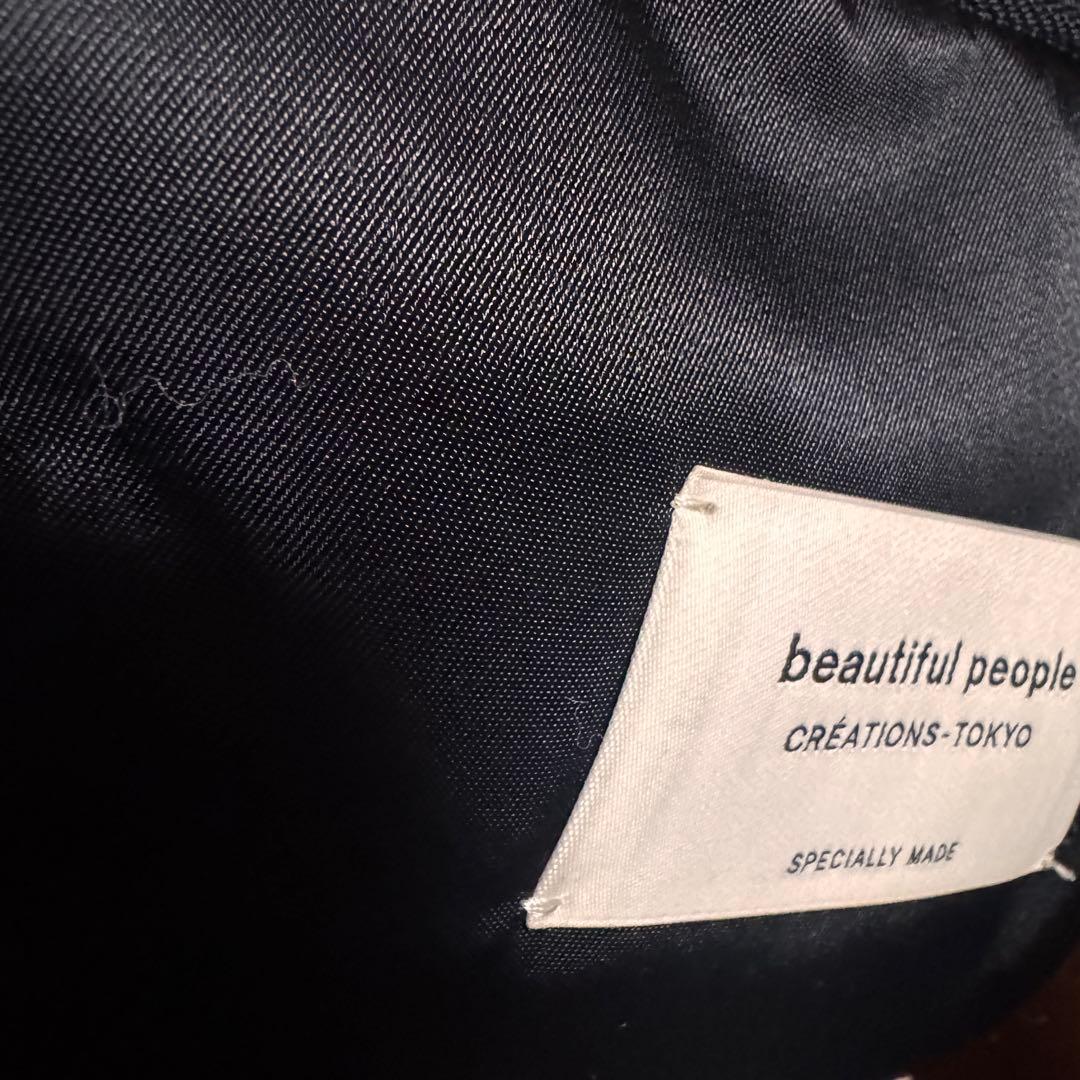 beautiful people
CRÉATIONS-TOKYO
SPECIALLY MADE